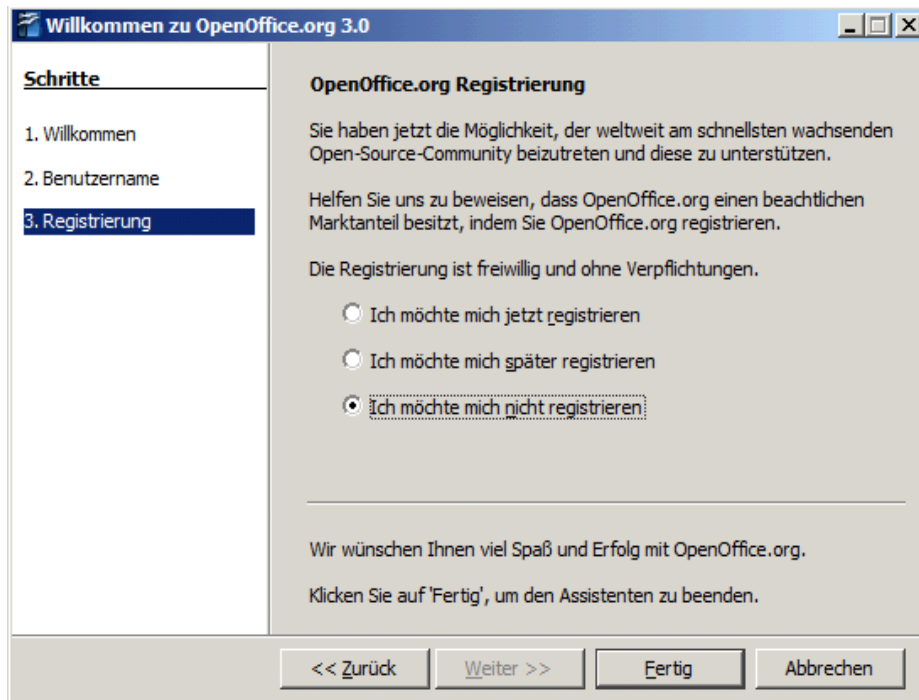 Willkommen zu OpenOffice.org 3.0
Schritte
1. Willkommen
2. Benutzername
3. Registrierung
OpenOffice.org Registrierung
Sie haben jetzt die Möglichkeit, der weltweit am schnellsten wachsenden
Open-Source-Community beizutreten und diese zu unterstützen.
Helfen Sie uns zu beweisen, dass OpenOffice.org einen beachtlichen
Marktanteil besitzt, indem Sie OpenOffice.org registrieren.
Die Registrierung ist freiwillig und ohne Verpflichtungen.
Ich möchte mich jetzt registrieren
Ich möchte mich später registrieren
Ich möchte mich nicht registrieren
Wir wünschen Ihnen viel Spaß und Erfolg mit OpenOffice.org.
Klicken Sie auf 'Fertig', um den Assistenten zu beenden.
<< Zurück Weiter >> Fertig Abbrechen